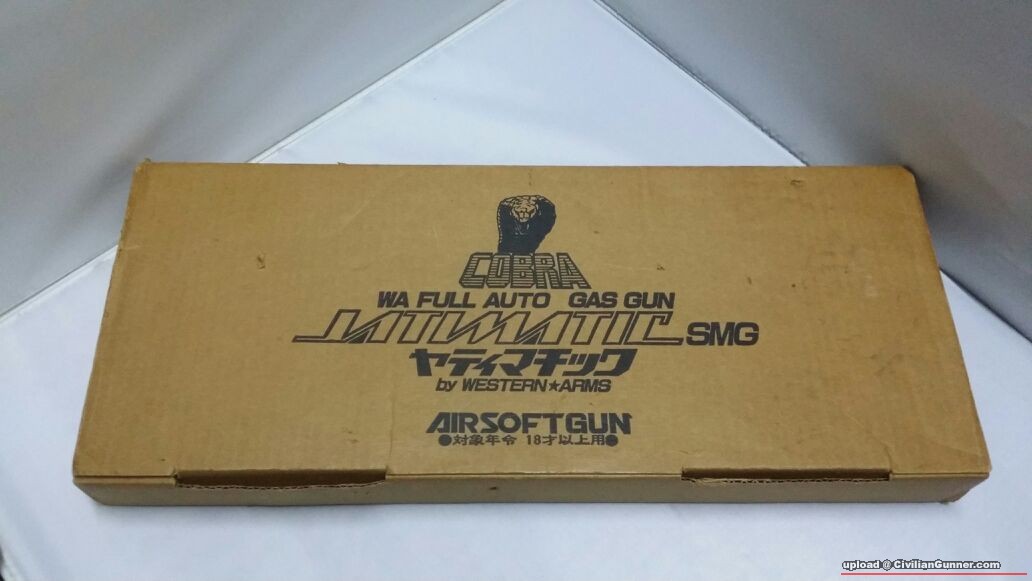 COBRA
WA FULL AUTO GAS GUN
JATIMATIC SMG
ヤティマチック
by WESTERN★ARMS
AIRSOFTGUN
●対象年令 18才以上用●
upload @ CivilianGunner.com